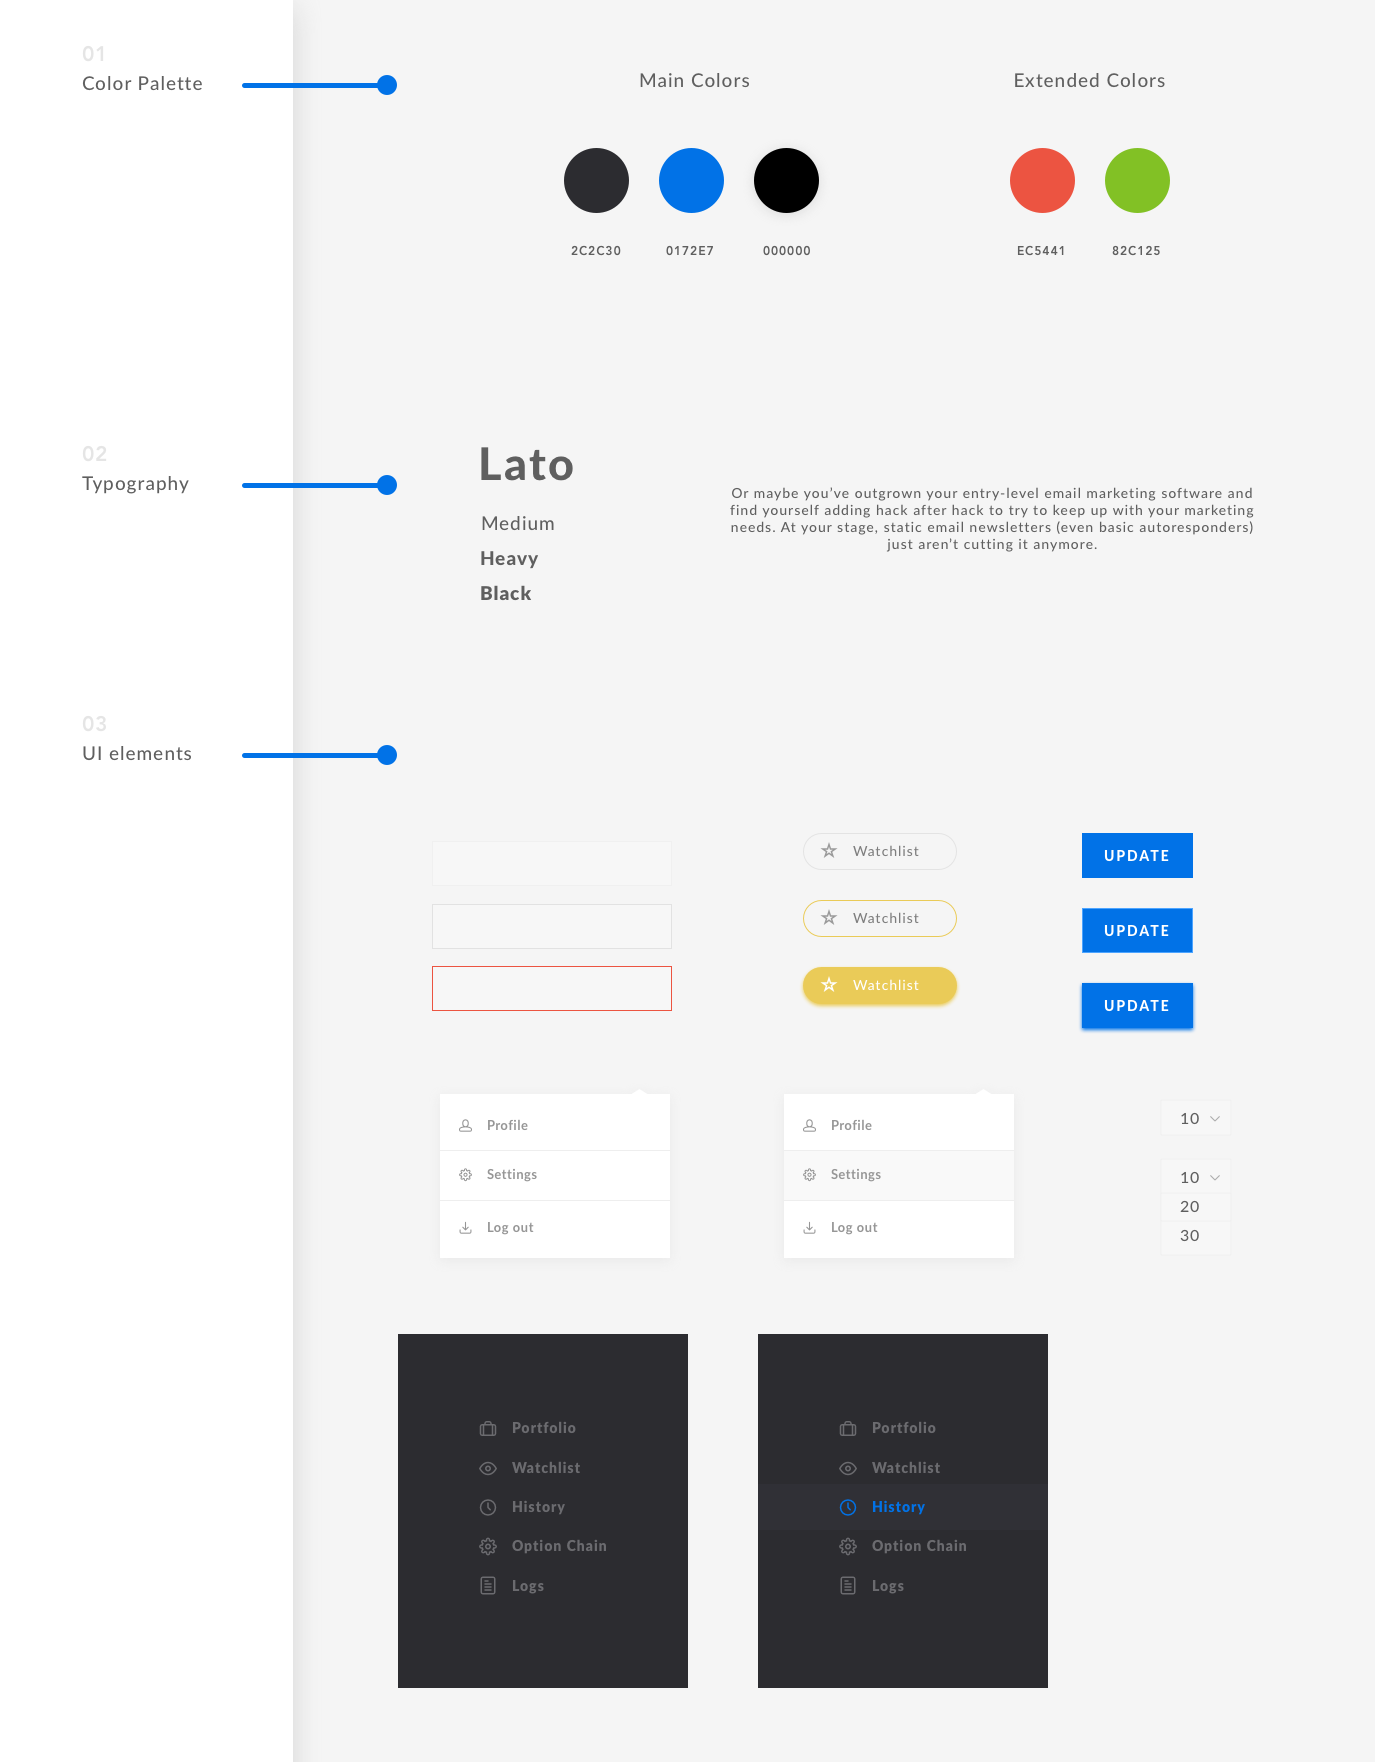 01
Color Palette
Main Colors
Extended Colors
2C2C30
0172E7
000000
EC5441
82C125
02
Typography
Lato
Medium
Heavy
Black
Or maybe you’ve outgrown your entry-level email marketing software and
find yourself adding hack after hack to try to keep up with your marketing
needs. At your stage, static email newsletters (even basic autoresponders)
just aren’t cutting it anymore.
03
UI elements
Watchlist
Watchlist
Watchlist
UPDATE
UPDATE
UPDATE
Profile
Settings
Log out
Profile
Settings
Log out
10
10
20
30
Portfolio
Watchlist
History
Option Chain
Logs
Portfolio
Watchlist
History
Option Chain
Logs